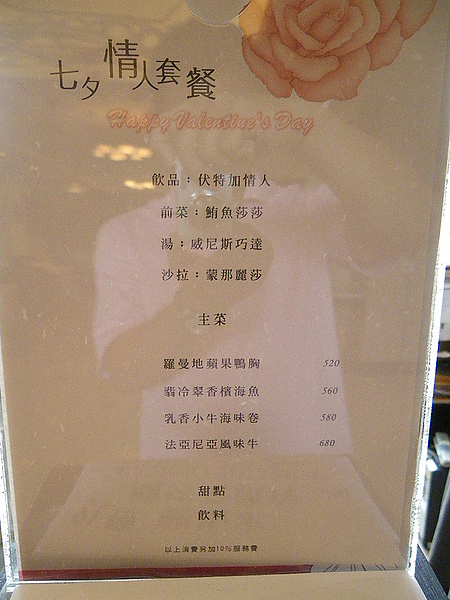 七夕情人套餐
Happy Valentine's Day
飲品：伏特加情人
前菜：鮪魚莎莎
湯：威尼斯巧達
沙拉：蒙那麗莎
主菜
羅曼地蘋果鴨胸 520
翡冷翠香檳海魚 560
乳香小牛海味卷 580
法亞尼亞風味牛 680
甜點
飲料
以上消費另加10%服務費